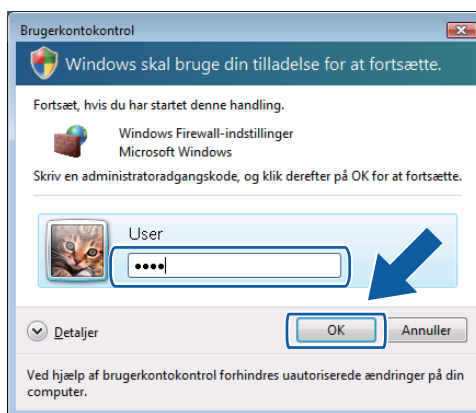 Brugerkontokontrol
Windows skal bruge din tilladelse for at fortsætte.
Fortsæt, hvis du har startet denne handling.
Windows Firewall-indstillinger
Microsoft Windows
Skriv en administratoradgangskode, og klik derefter på OK for at fortsætte.
User
••••
OK
Annuller
Detaljer
Ved hjælp af brugerkontokontrol forhindres uautoriserede ændringer på din
computer.